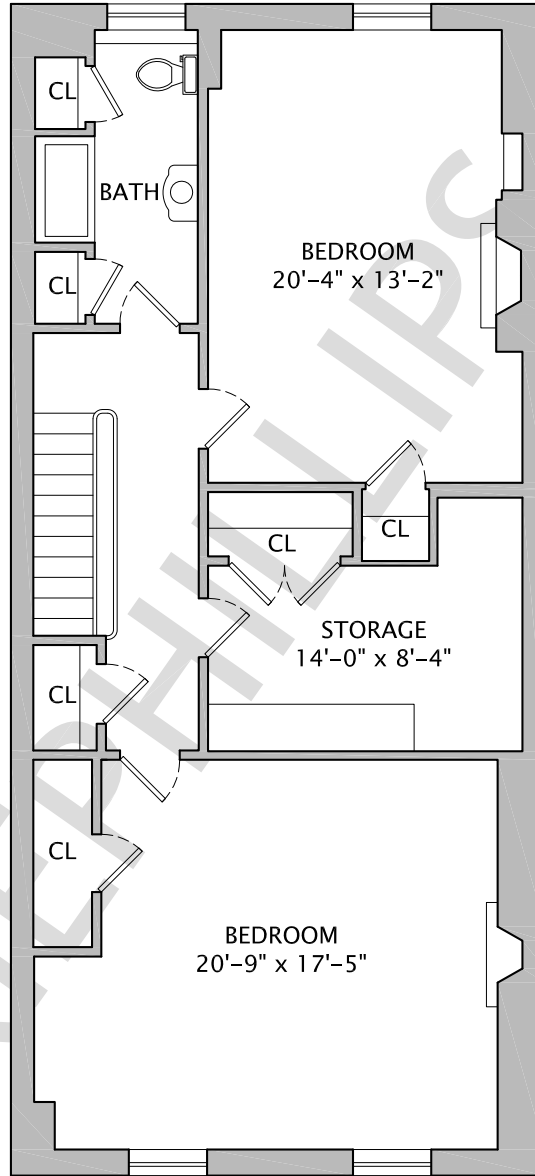 CL
BATH
CL
BEDROOM
20'-4" x 13'-2"
CL
CL
STORAGE
14'-0" x 8'-4"
CL
CL
BEDROOM
20'-9" x 17'-5"